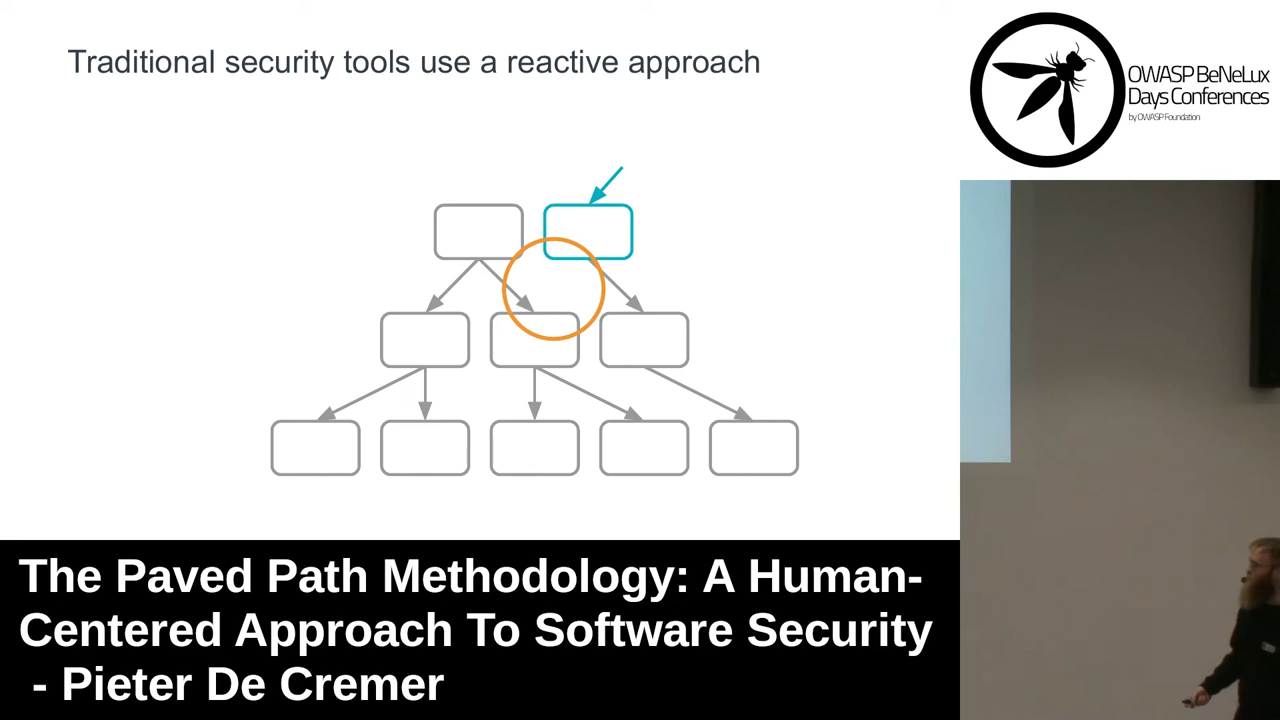 Traditional security tools use a reactive approach
OWASP BeNeLux
Days Conferences
by OWASP Foundation
The Paved Path Methodology: A Human-
Centered Approach To Software Security
- Pieter De Cremer